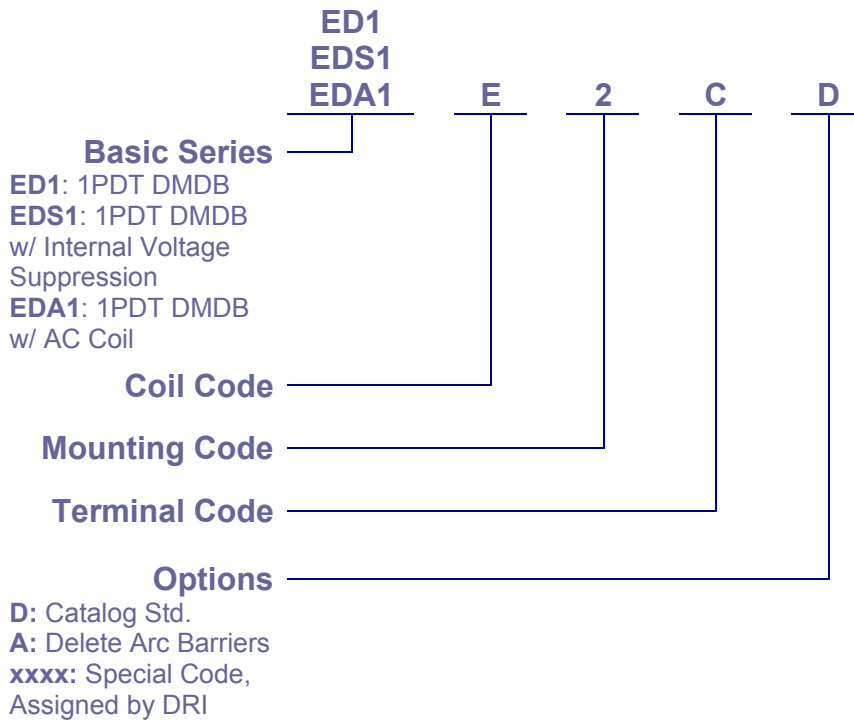 ED1
EDS1
EDA1 E 2 C D
Basic Series
ED1: 1PDT DMDB
EDS1: 1PDT DMDB
w/ Internal Voltage
Suppression
EDA1: 1PDT DMDB
w/ AC Coil
Coil Code
Mounting Code
Terminal Code
Options
D: Catalog Std.
A: Delete Arc Barriers
xxxx: Special Code,
Assigned by DRI